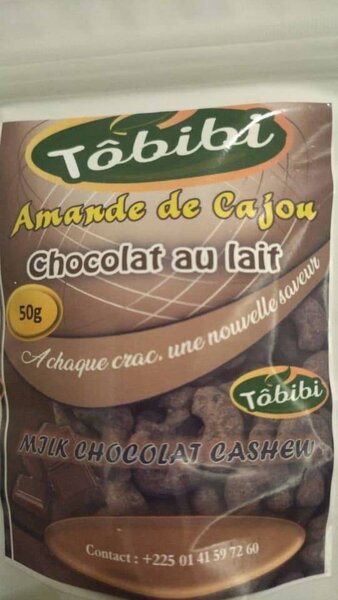 Tôbibi
Amande de Cajou
Chocolat au lait
50g
A chaque crac, une nouvelle saveur
Tôbibi
MILK CHOCOLAT CASHEW
Contact : +225 01 41 59 72 60